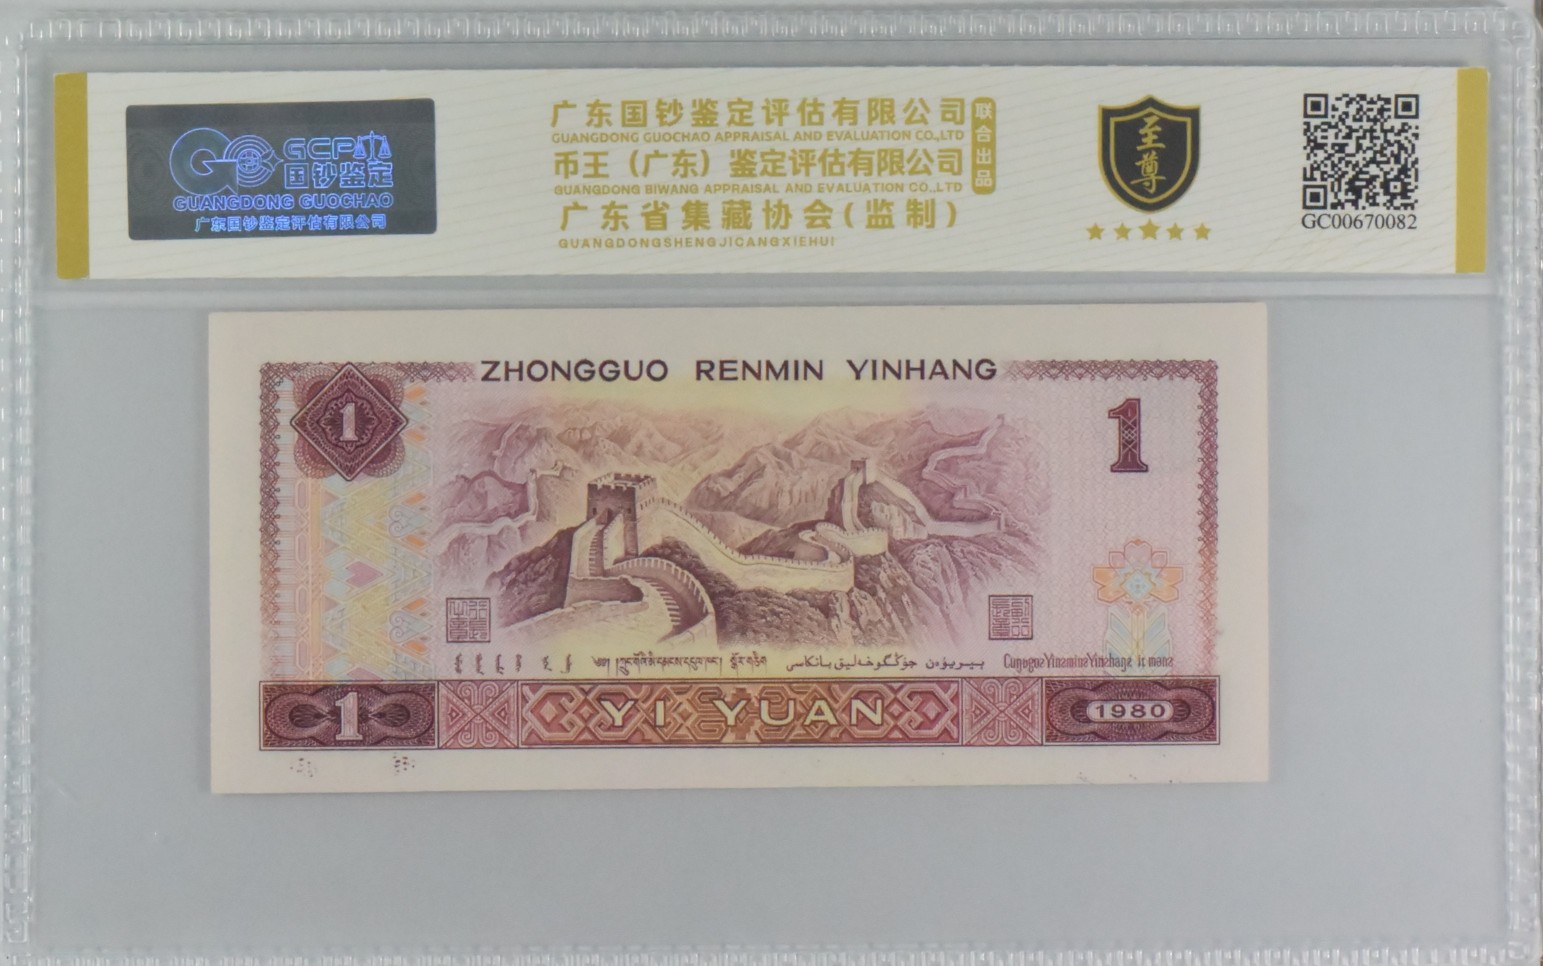 GCP
国钞鉴定
GUANGDONG GUOCHAO
广东国钞鉴定评估有限公司
广东国钞鉴定评估有限公司
GUANGDONG GUOCHAO APPRAISAL AND EVALUATION CO.,LTD
币王（广东）鉴定评估有限公司
GUANGDONG BIWANG APPRAISAL AND EVALUATION CO.,LTD
联合出品
广东省集藏协会(监制)
GUANGDONGSHENGJICANGXIEHUI
至尊
GC00670082
ZHONGGUO RENMIN YINHANG
1
1
1
YI YUAN
1980